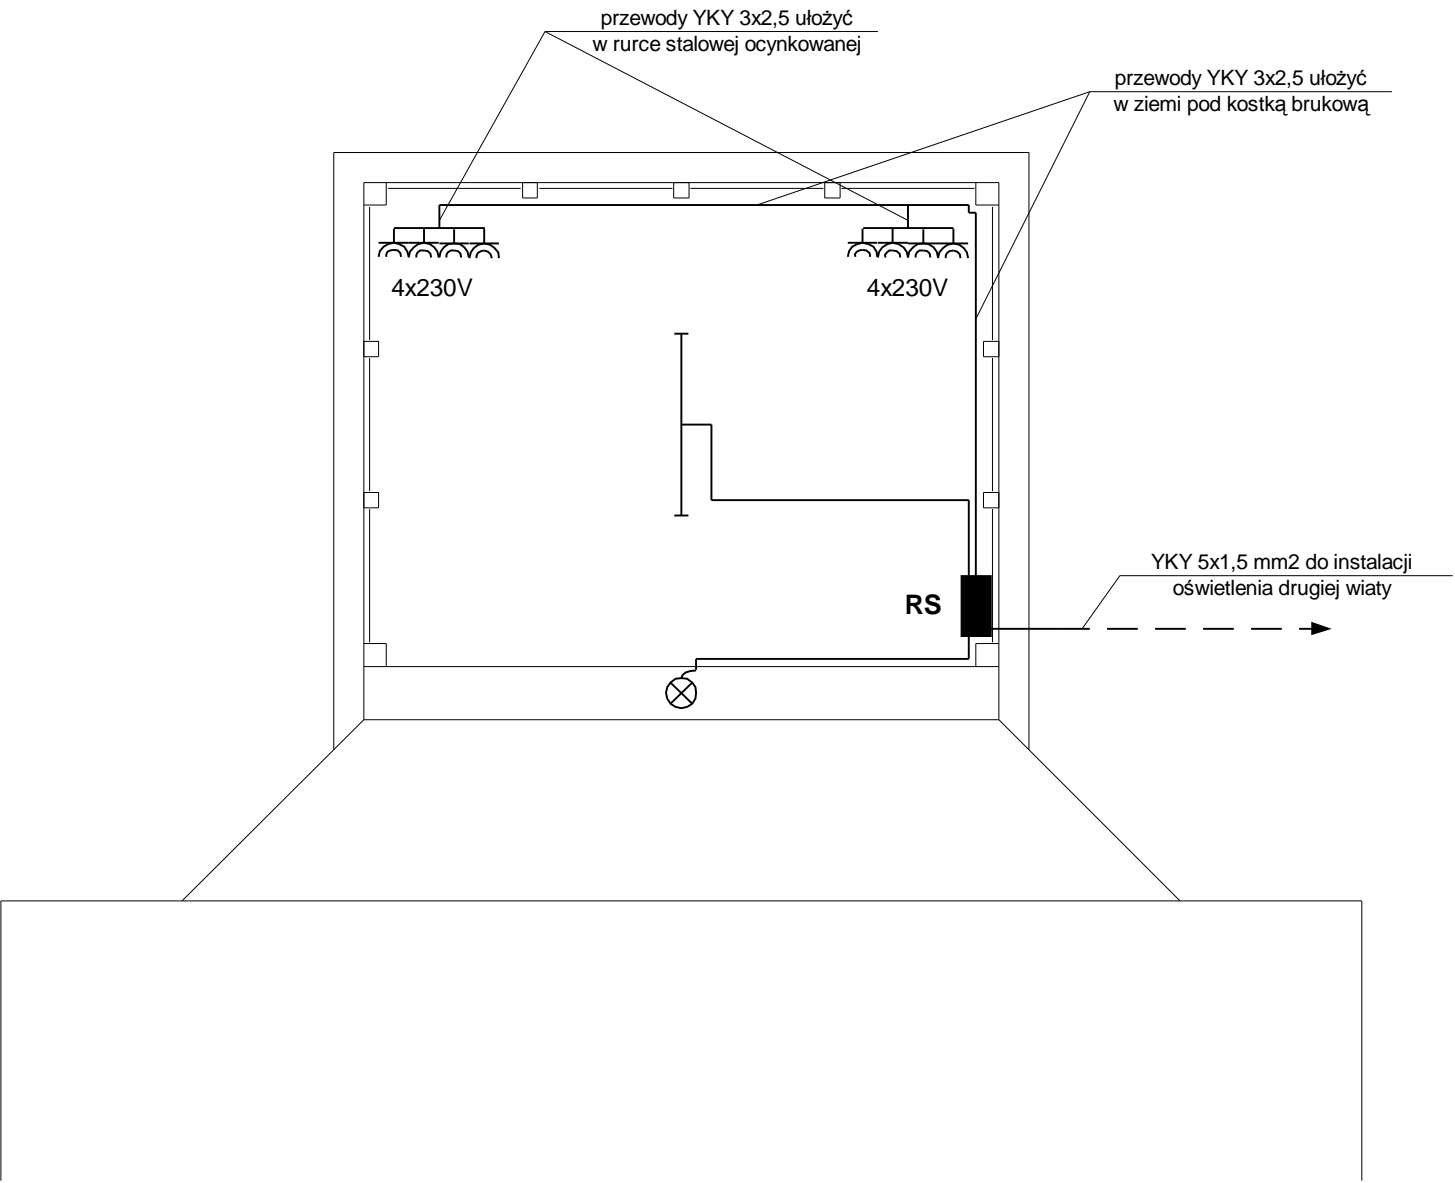 przewody YKY 3x2,5 ułożyć
w rurce stalowej ocynkowanej
przewody YKY 3x2,5 ułożyć
w ziemi pod kostką brukową
4x230V
4x230V
YKY 5x1,5 mm2 do instalacji
oświetlenia drugiej wiaty
RS